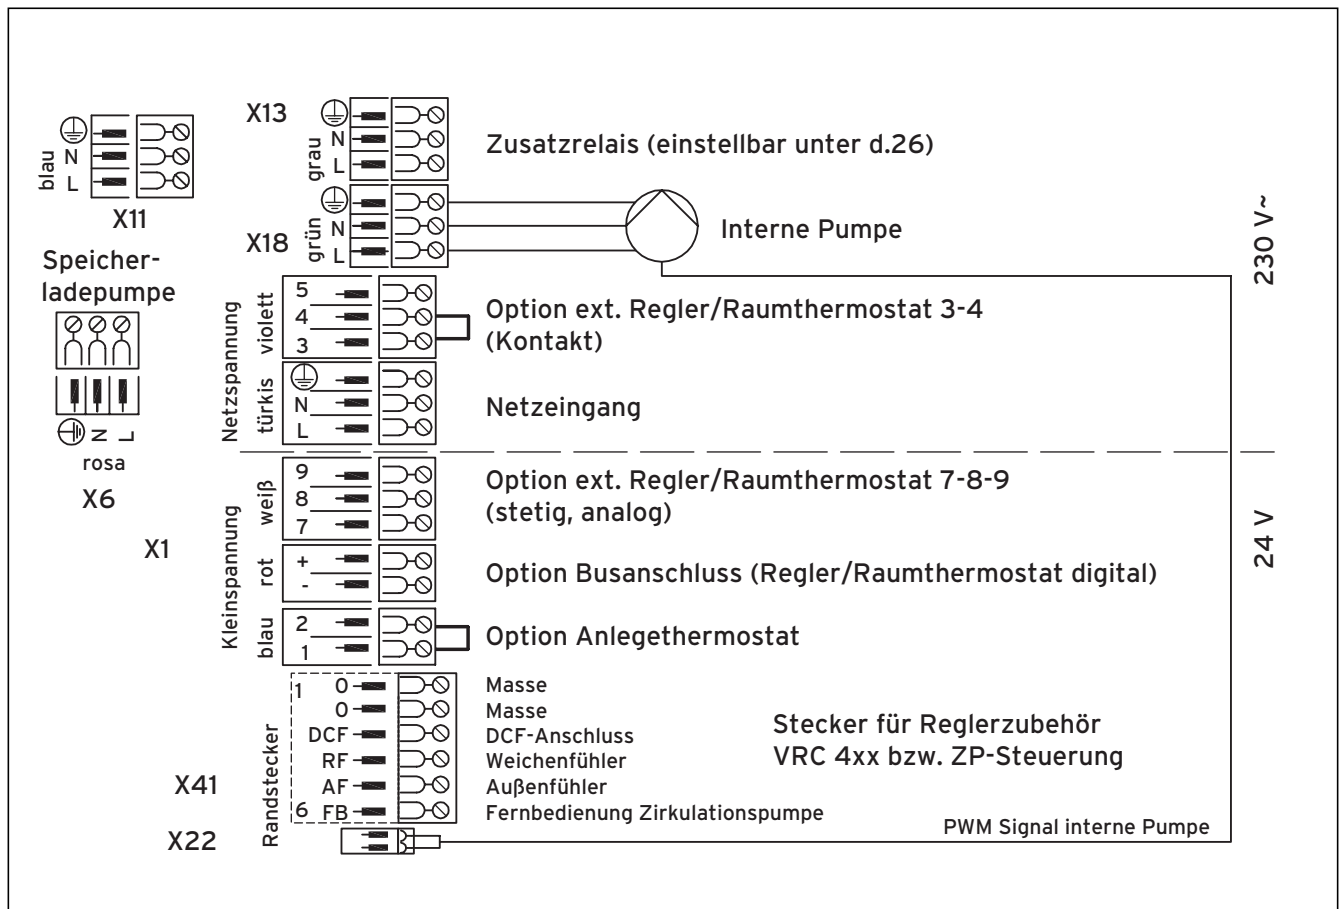 X13
grau
N
L
Zusatzrelais (einstellbar unter d.26)
blau
N
L
X11
X18
grün
N
L
Interne Pumpe
230 V~
Speicher-
ladepumpe
N
L
rosa
X6
X1
Netzspannung
violett
5
4
3
Option ext. Regler/Raumthermostat 3-4
(Kontakt)
türkis
N
L
Netzeingang
Kleinspannung
weiß
9
8
7
Option ext. Regler/Raumthermostat 7-8-9
(stetig, analog)
24 V
rot
+
-
Option Busanschluss (Regler/Raumthermostat digital)
blau
2
1
Option Anlegethermostat
X41
Randstecker
1 0 Masse
0 Masse
DCF DCF-Anschluss
RF Weichenfühler
AF Außenfühler
6 FB Fernbedienung Zirkulationspumpe
Stecker für Reglerzubehör
VRC 4xx bzw. ZP-Steuerung
X22
PWM Signal interne Pumpe